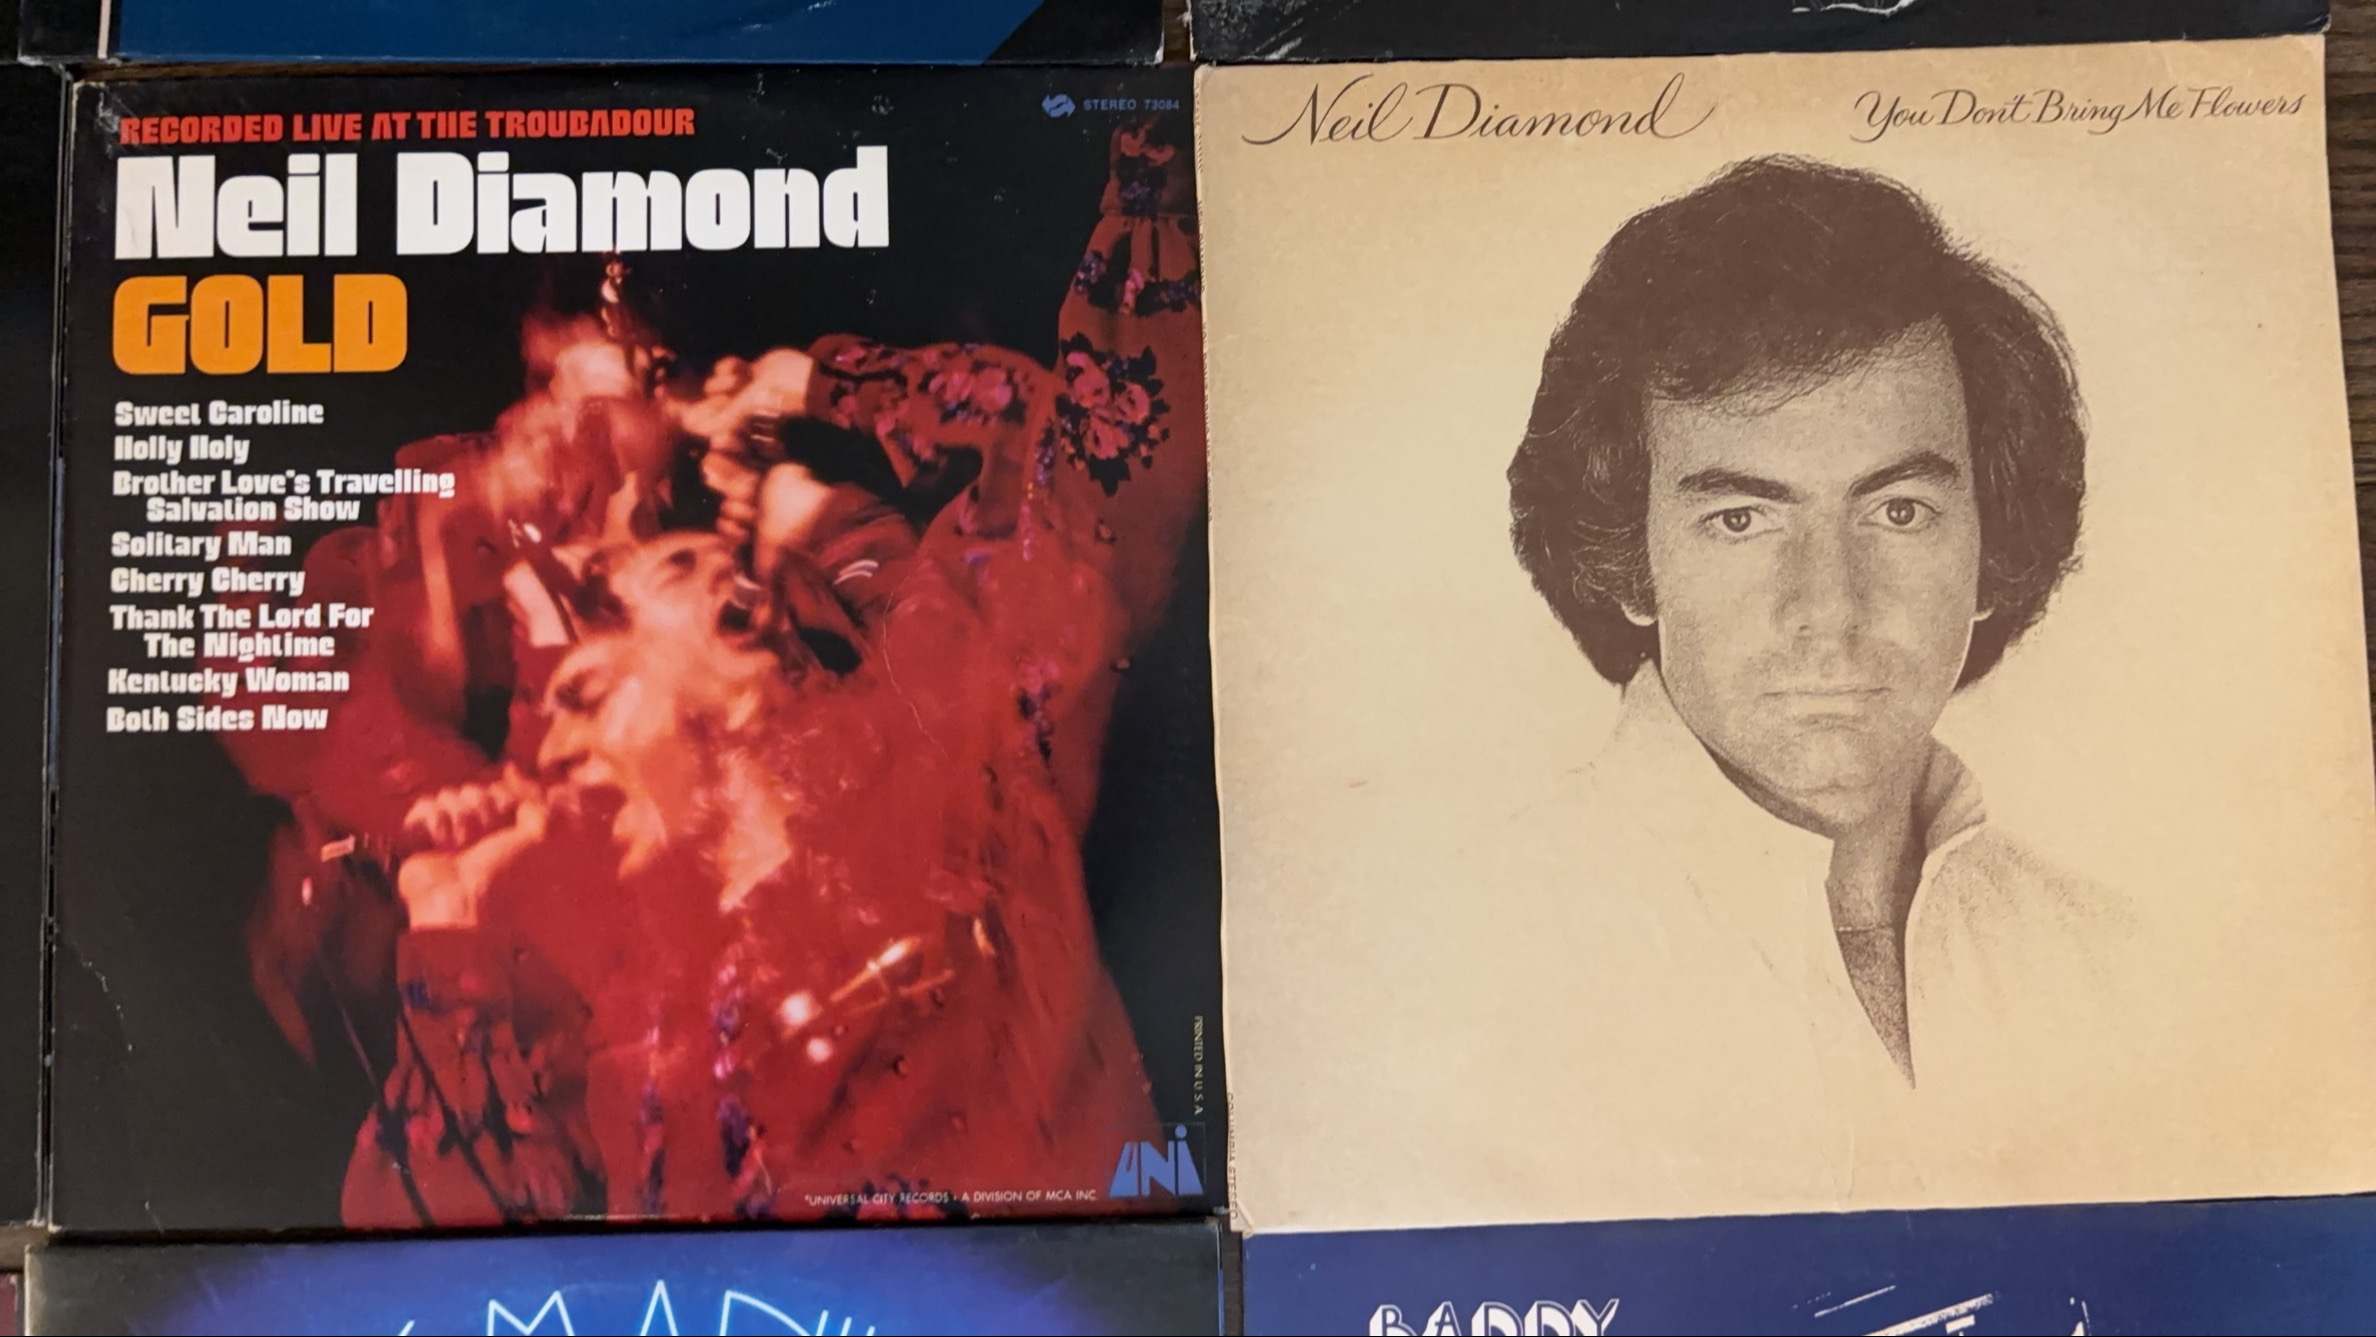 RECORDED LIVE AT THE TROUBADOUR
STEREO 73084
Neil Diamond
GOLD
Sweet Caroline
Holly Holy
Brother Love's Travelling
Salvation Show
Solitary Man
Cherry Cherry
Thank The Lord For
The Nightime
Kentucky Woman
Both Sides Now
PRINTED IN U.S.A.
UNI
*UNIVERSAL CITY RECORDS • A DIVISION OF MCA INC
Neil Diamond
You Don't Bring Me Flowers
COLUMBIA STEREO
BARRY